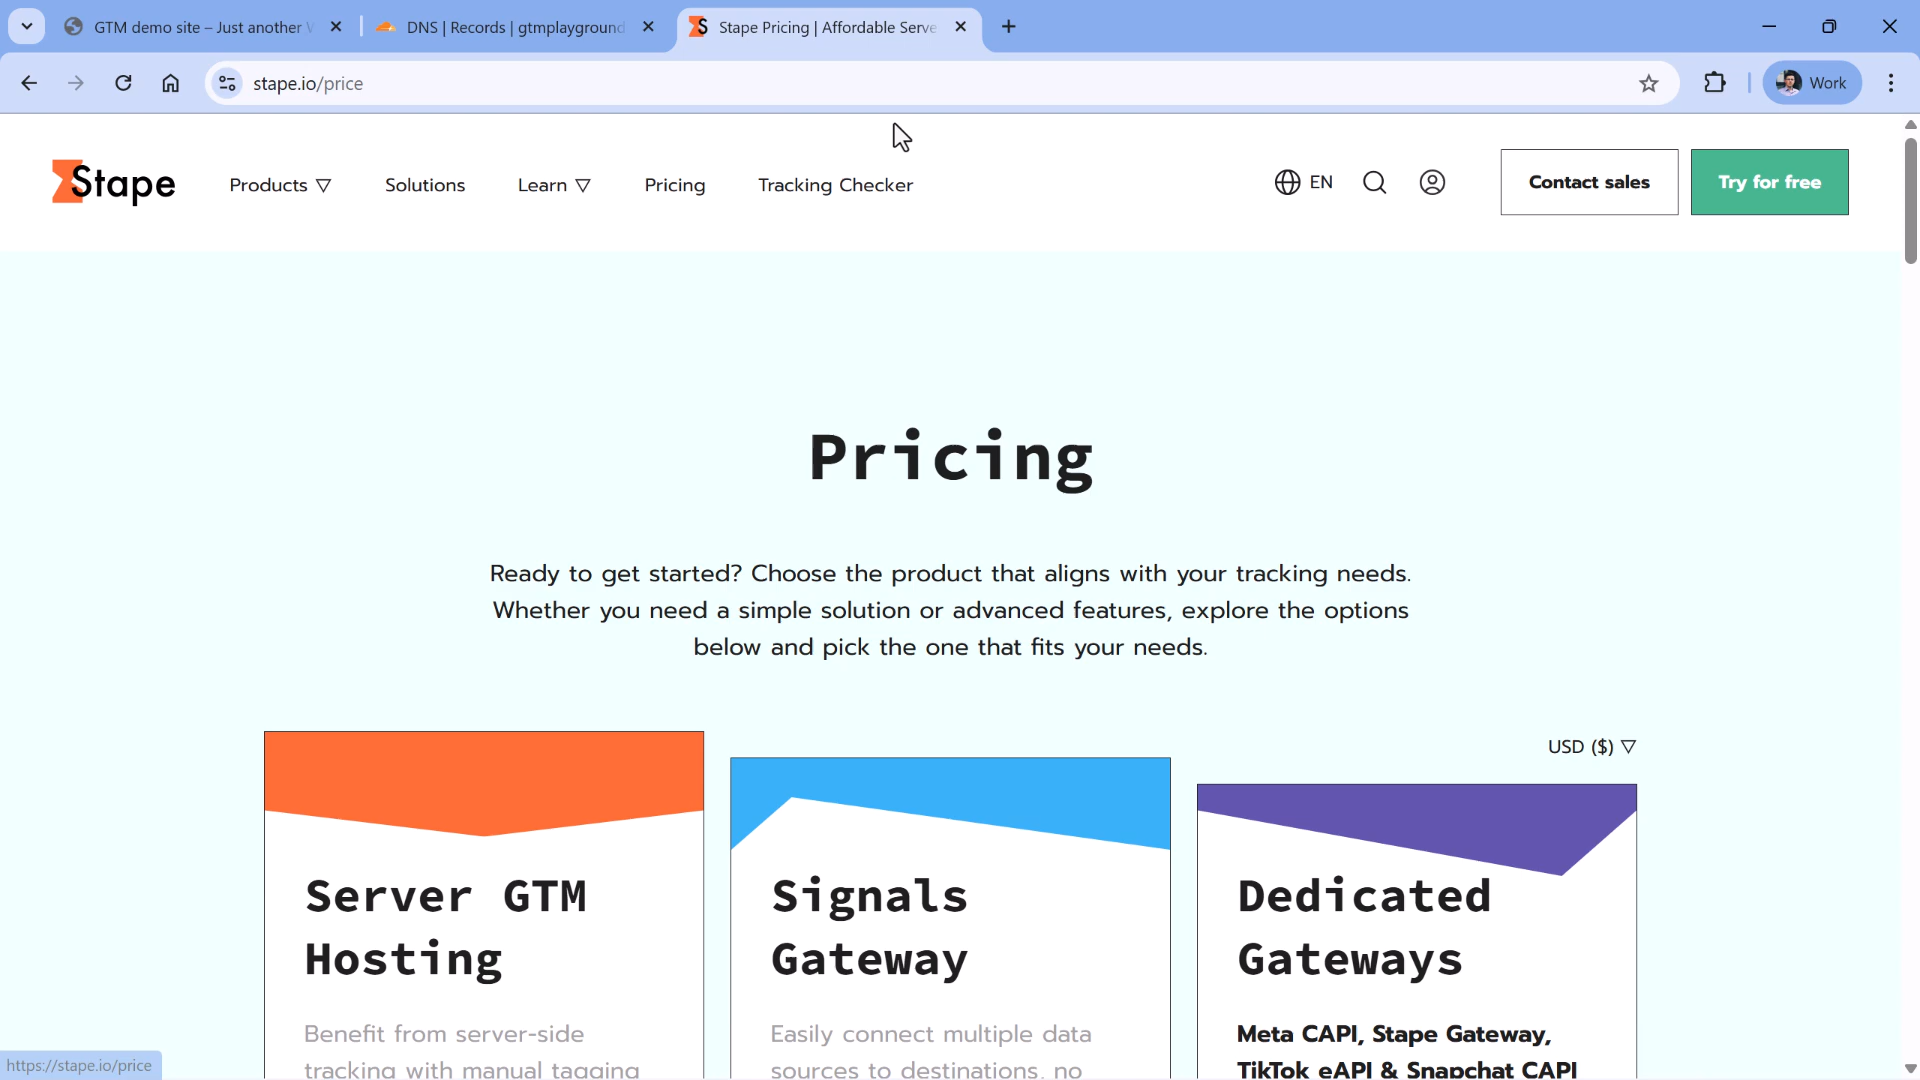 GTM demo site – Just another
DNS | Records | gtmplayground
Stape Pricing | Affordable Serve
stape.io/price
Work
Stape
Products
Solutions
Learn
Pricing
Tracking Checker
EN
Contact sales
Try for free
Pricing
Ready to get started? Choose the product that aligns with your tracking needs.
Whether you need a simple solution or advanced features, explore the options
below and pick the one that fits your needs.
USD ($)
Server GTM
Hosting
Benefit from server-side
tracking with manual tagging
Signals
Gateway
Easily connect multiple data
sources to destinations, no
Dedicated
Gateways
Meta CAPI, Stape Gateway,
TikTok eAPI & Snapchat CAPI
https://stape.io/price